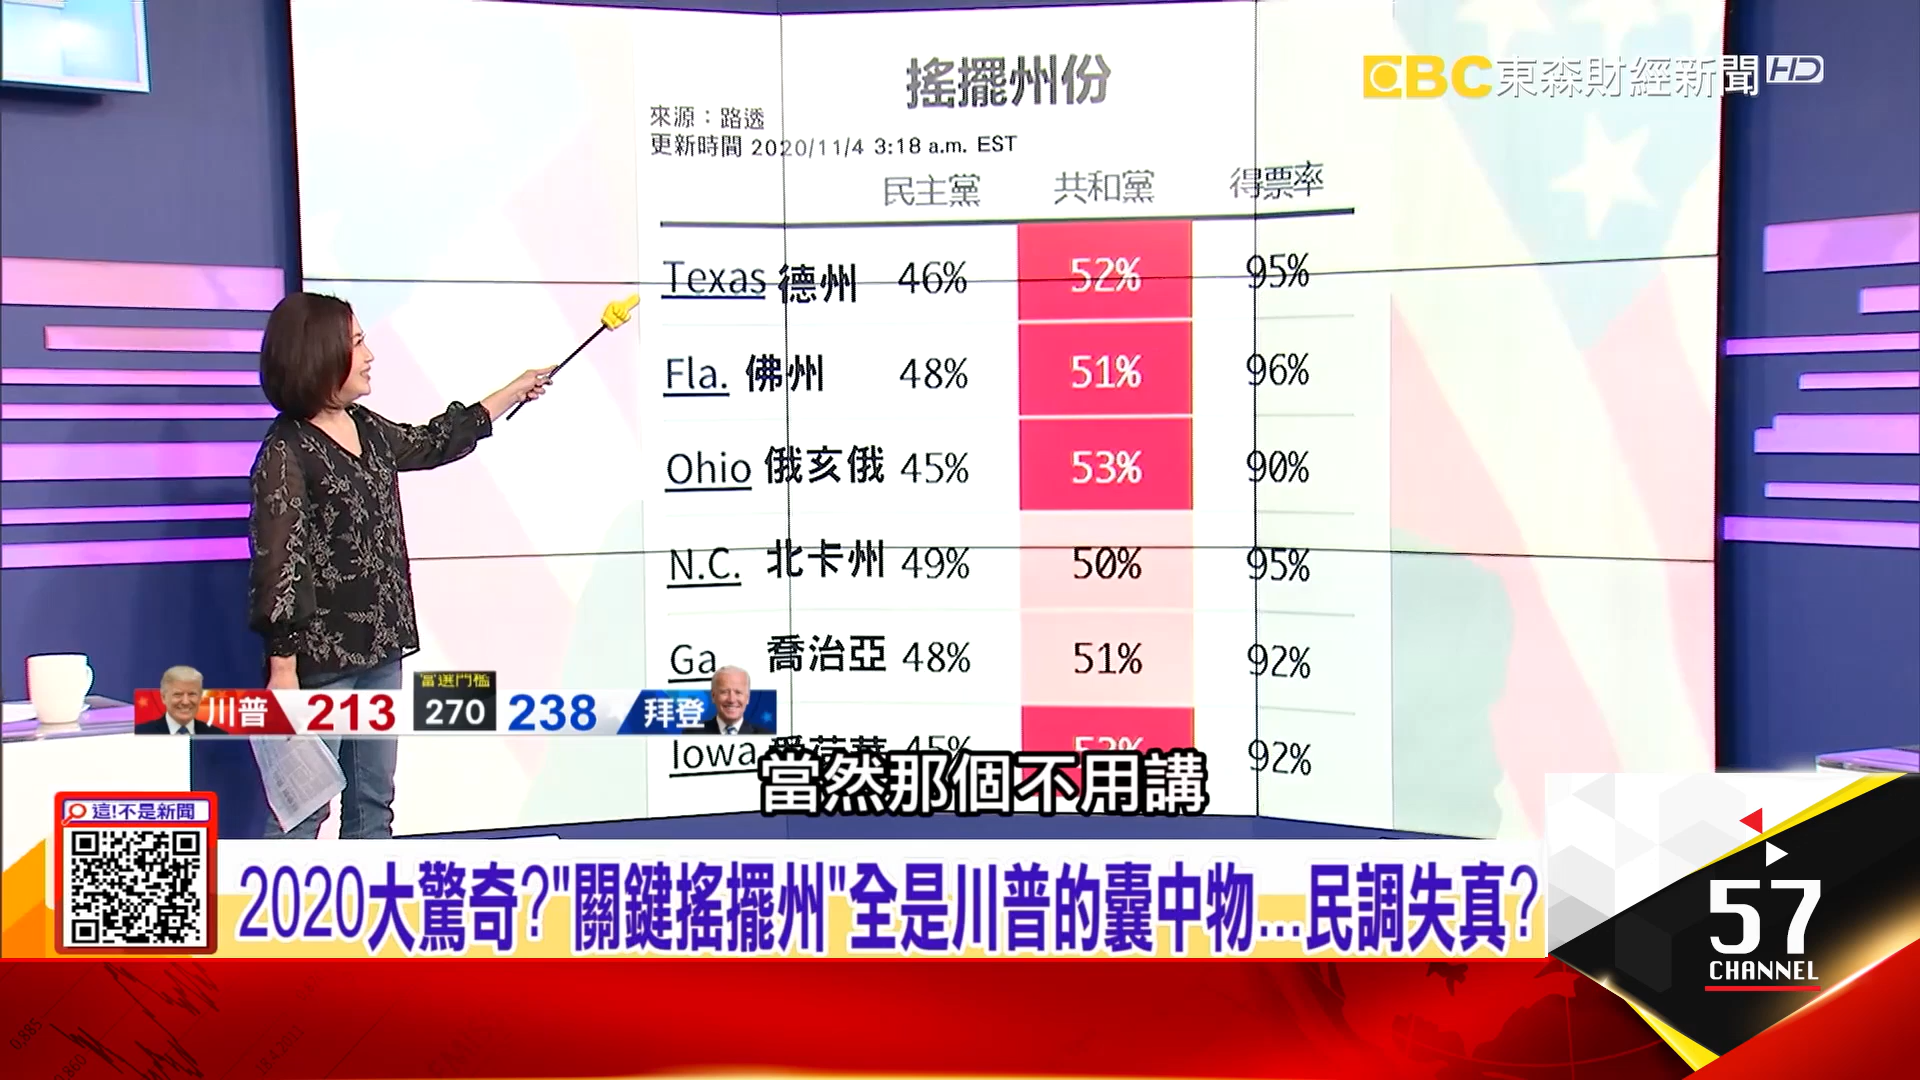 搖擺州份
EBC 東森財經新聞 HD
來源：路透
更新時間 2020/11/4 3:18 a.m. EST
民主黨 共和黨 得票率
Texas 德州 46% 52% 95%
Fla. 佛州 48% 51% 96%
Ohio 俄亥俄 45% 53% 90%
N.C. 北卡州 49% 50% 95%
Ga. 喬治亞 48% 51% 92%
川普 213 當選門檻 270 238 拜登
Iowa 愛荷華 45% 53% 92%
當然那個不用講
這!不是新聞
2020大驚奇?"關鍵搖擺州"全是川普的囊中物...民調失真?
57
CHANNEL